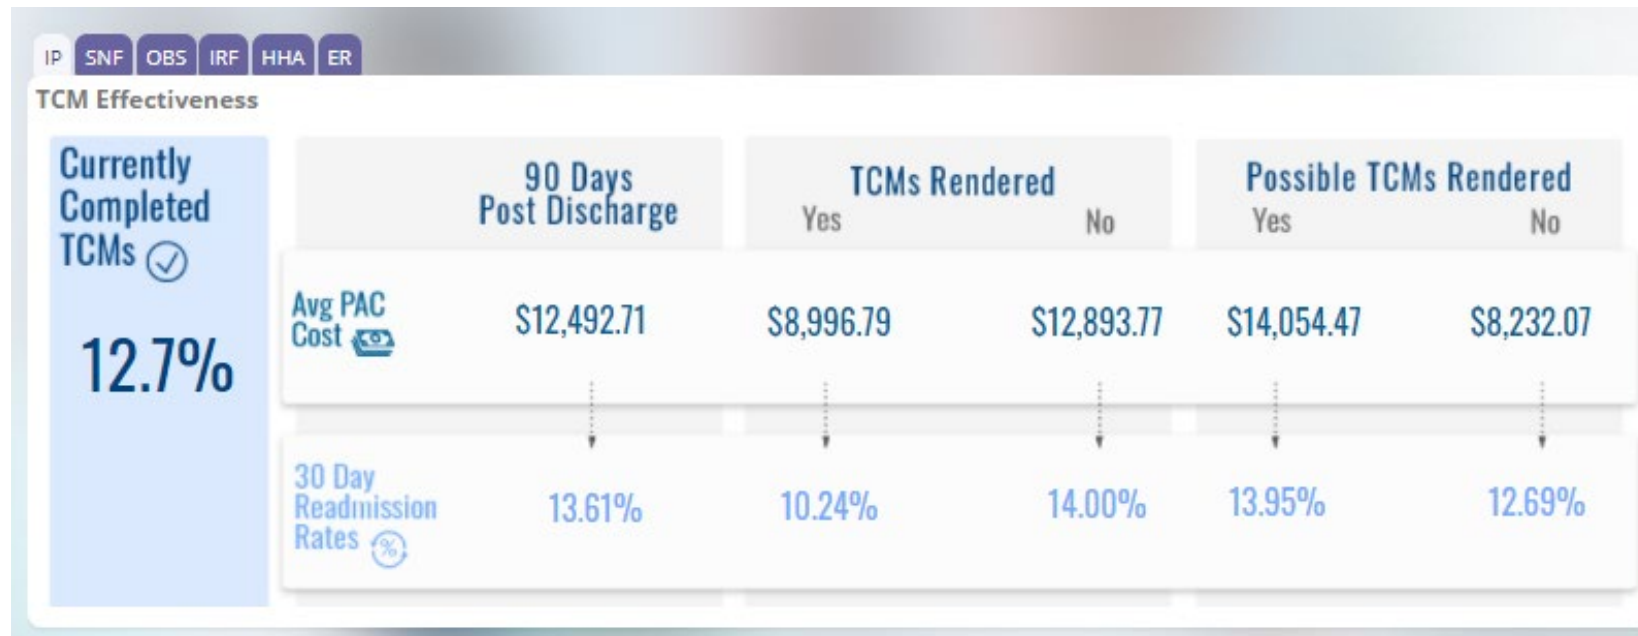 IP SNF OBS IRF HHA ER
TCM Effectiveness
Currently
Completed
TCMs
12.7%
90 Days
Post Discharge
TCMs Rendered
Yes No
Possible TCMs Rendered
Yes No
Avg PAC
Cost
$12,492.71 $8,996.79 $12,893.77 $14,054.47 $8,232.07
30 Day
Readmission
Rates %
13.61% 10.24% 14.00% 13.95% 12.69%